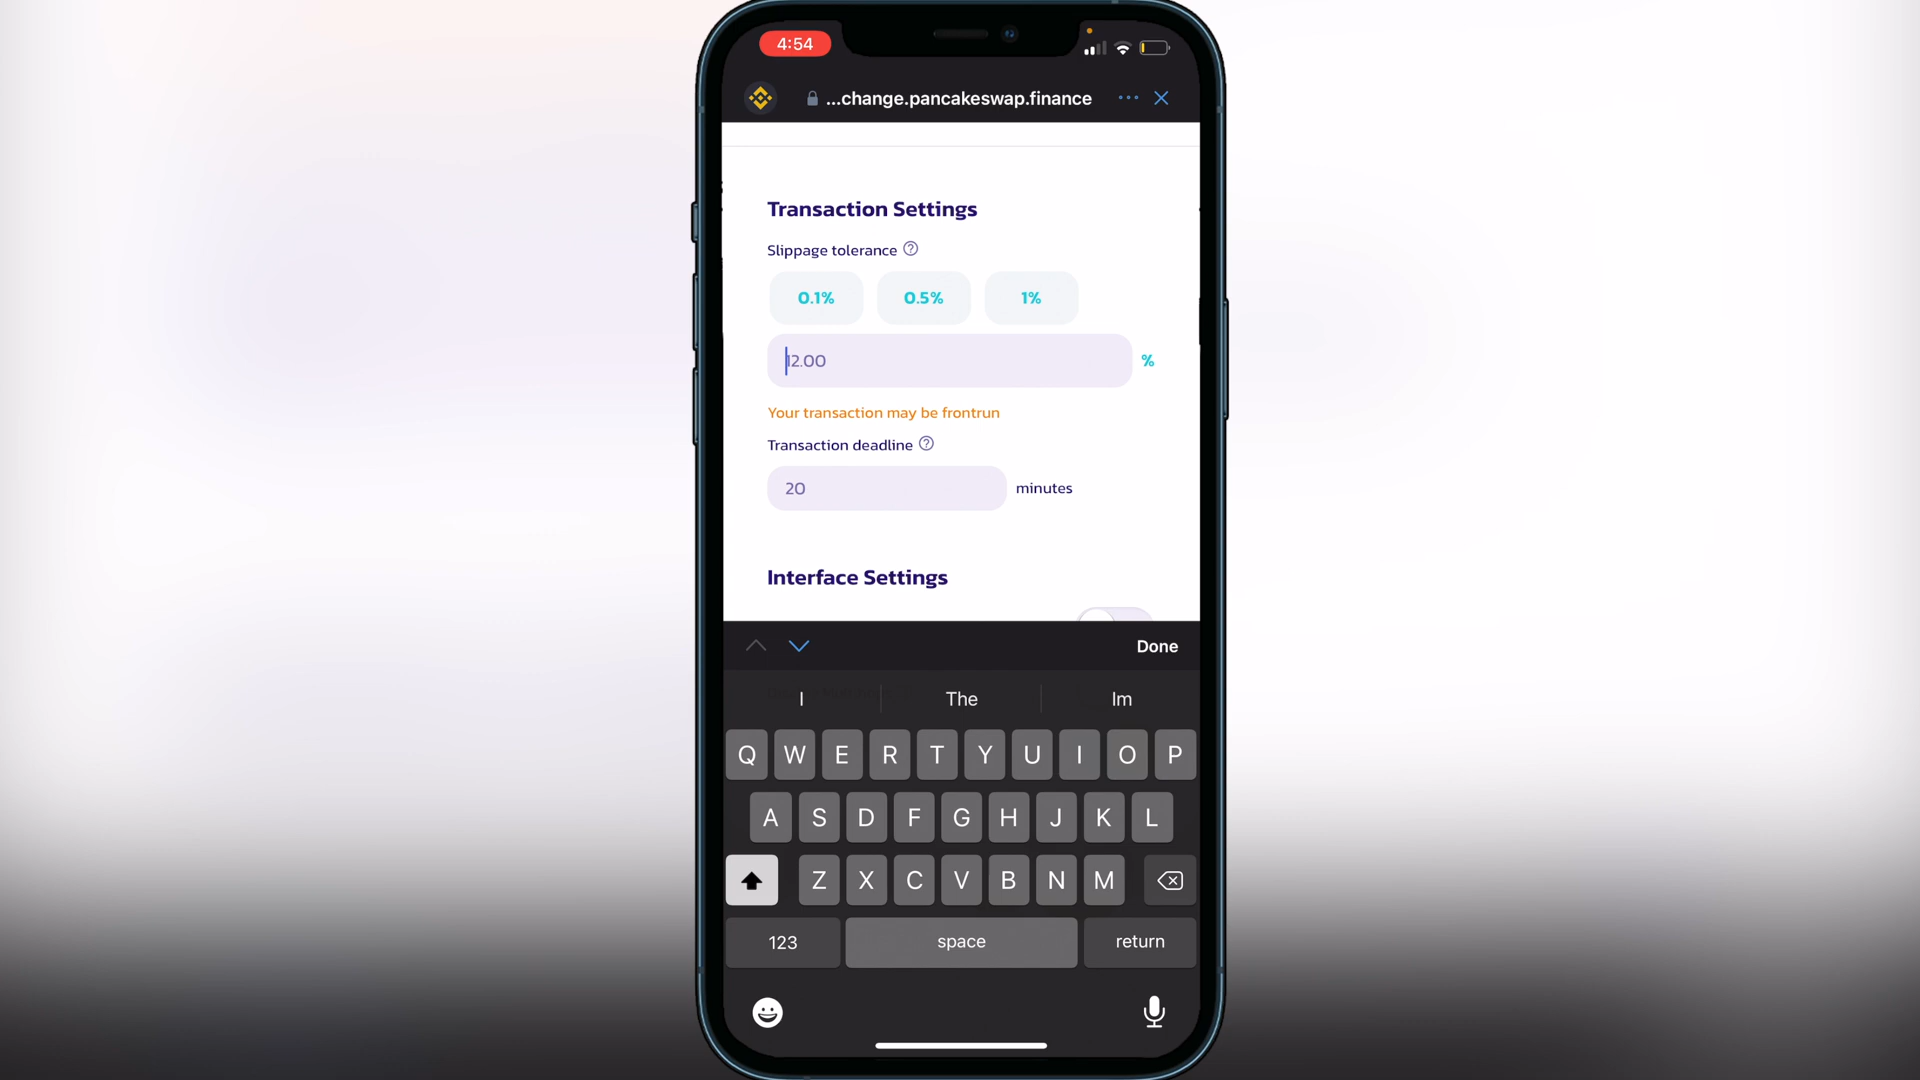 4:54
...change.pancakeswap.finance
Transaction Settings
Slippage tolerance ?
0.1% 0.5% 1%
12.00 %
Your transaction may be frontrun
Transaction deadline ?
20 minutes
Interface Settings
Done
I The Im
Q W E R T Y U I O P
A S D F G H J K L
Z X C V B N M
123 space return